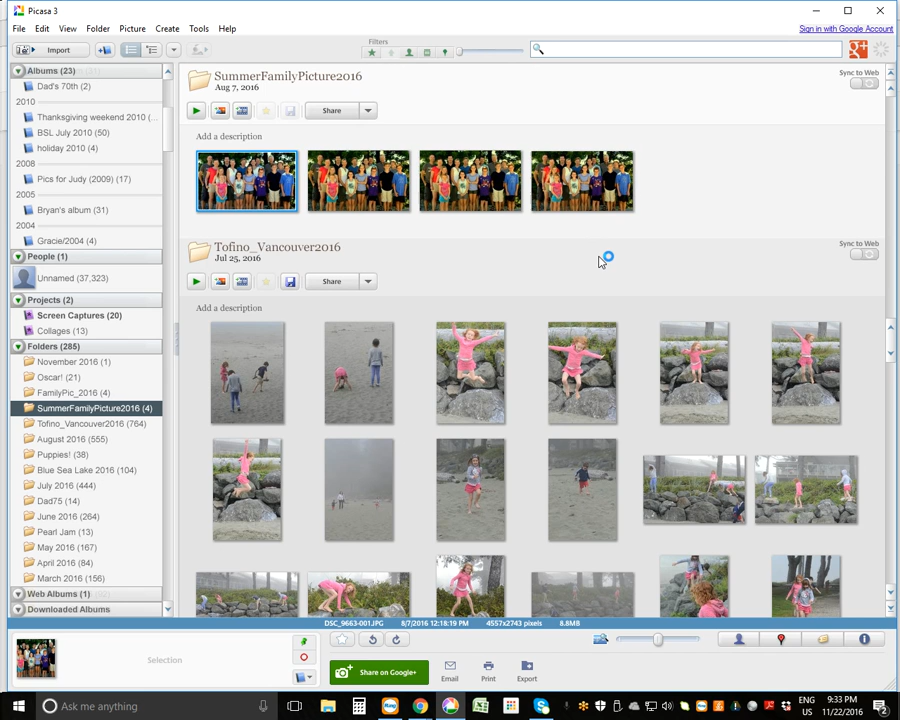 Picasa 3
File Edit View Folder Picture Create Tools Help
Sign in with Google Account
Import
Filters
Albums (23)
Dad's 70th (2)
2010
Thanksgiving weekend 2010 (...
BSL July 2010 (50)
holiday 2010 (4)
2008
Pics for Judy (2009) (17)
2005
Bryan's album (31)
2004
Gracie/2004 (4)
People (1)
Unnamed (37,323)
Projects (2)
Screen Captures (20)
Collages (13)
Folders (285)
November 2016 (1)
Oscar! (21)
FamilyPic_2016 (4)
SummerFamilyPicture2016 (4)
Tofino_Vancouver2016 (764)
August 2016 (555)
Puppies! (38)
Blue Sea Lake 2016 (104)
July 2016 (444)
Dad75 (14)
June 2016 (264)
Pearl Jam (13)
May 2016 (167)
April 2016 (84)
March 2016 (156)
Web Albums (1)
Downloaded Albums
SummerFamilyPicture2016
Aug 7, 2016
Sync to Web
Share
Add a description
Tofino_Vancouver2016
Jul 25, 2016
Sync to Web
Share
Add a description
DSC_9663-001.JPG 8/7/2016 12:18:19 PM 4557x2743 pixels 8.8MB
Selection
Share on Google+
Email
Print
Export
Ask me anything
ENG
US
9:33 PM
11/22/2016